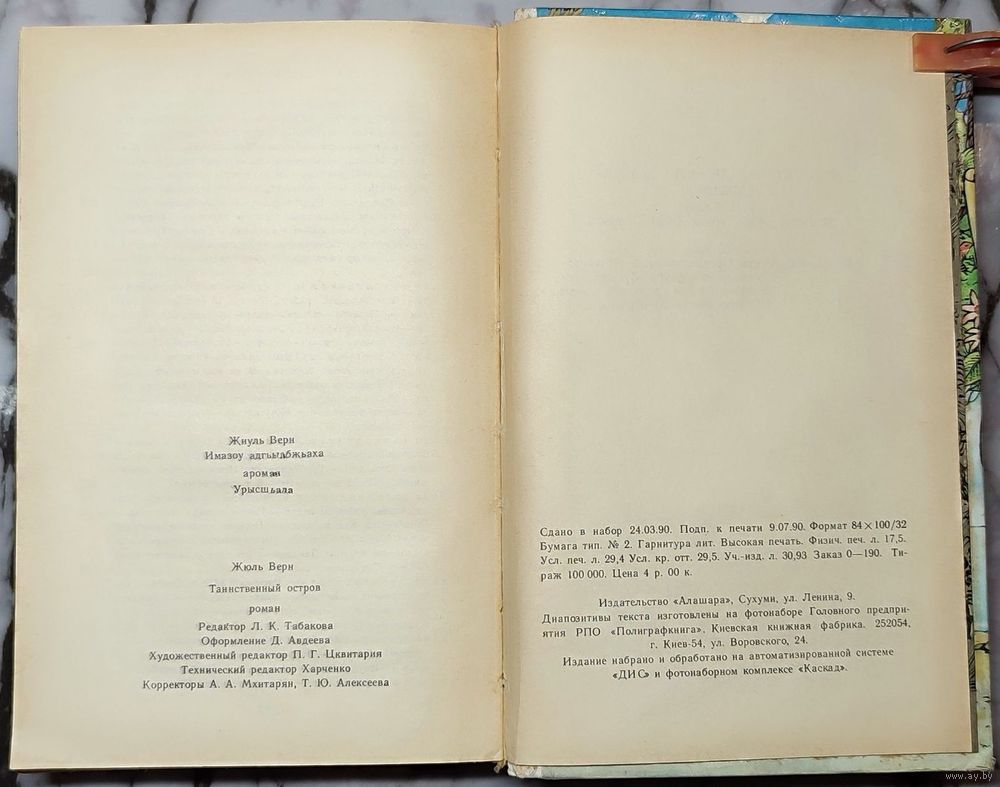 Жиуль Верн
Имазоу адгьылбжьаха
ароман
Урысшәала
Жюль Верн
Таинственный остров
роман
Редактор Л. К. Табакова
Оформление Д. Авдеева
Художественный редактор П. Г. Цквитария
Технический редактор Харченко
Корректоры А. А. Мхитарян, Т. Ю. Алексеева
Сдано в набор 24.03.90. Подп. к печати 9.07.90. Формат 84×100/32
Бумага тип. № 2. Гарнитура лит. Высокая печать. Физич. печ. л. 17,5.
Усл. печ. л. 29,4 Усл. кр. отт. 29,5. Уч.-изд. л. 30,93 Заказ 0—190. Ти-
раж 100 000. Цена 4 р. 00 к.
Издательство «Алашара», Сухуми, ул. Ленина, 9.
Диапозитивы текста изготовлены на фотонаборе Головного предпри-
ятия РПО «Полиграфкнига», Киевская книжная фабрика. 252054,
г. Киев-54, ул. Воровского, 24.
Издание набрано и обработано на автоматизированной системе
«ДИС» и фотонаборном комплексе «Каскад».
www.ay.by